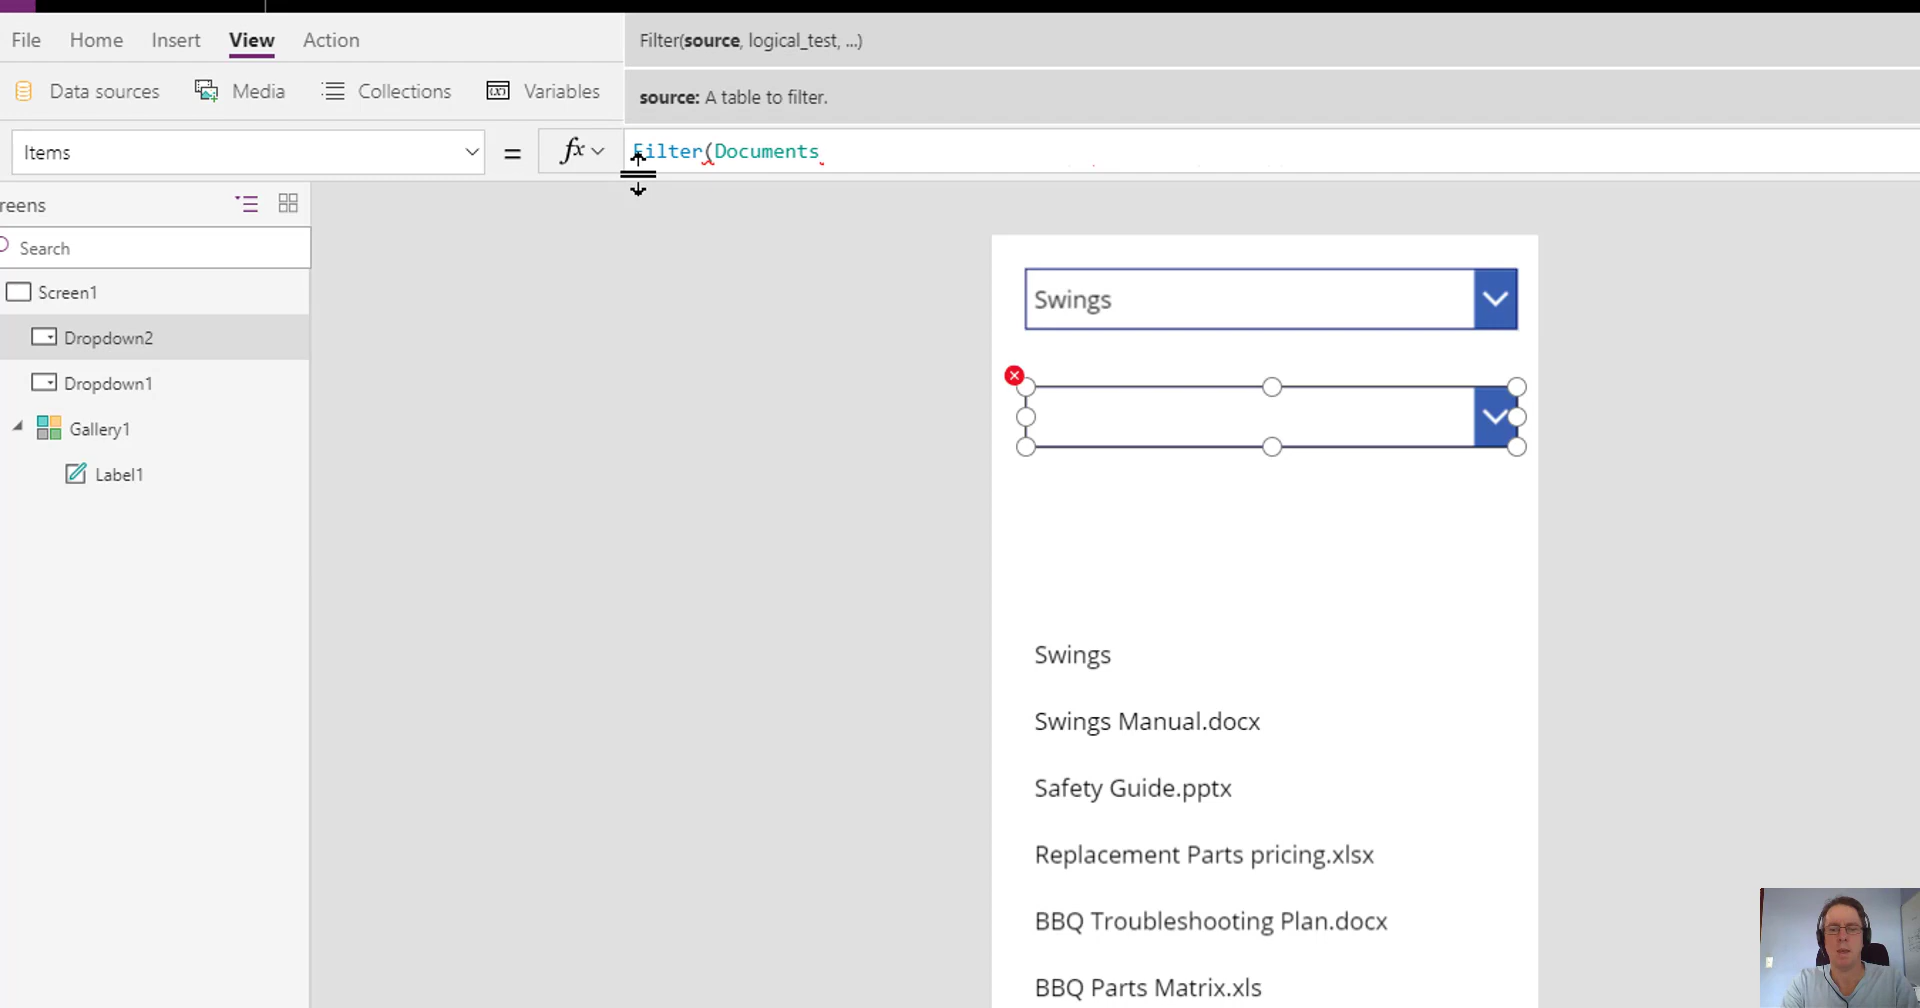 File Home Insert View Action
Filter(source, logical_test, ...)
Data sources Media Collections (x) Variables
source: A table to filter.
Items = fx Filter(Documents
reens
Search
Screen1
Dropdown2
Dropdown1
Gallery1
Label1
Swings
Swings
Swings Manual.docx
Safety Guide.pptx
Replacement Parts pricing.xlsx
BBQ Troubleshooting Plan.docx
BBQ Parts Matrix.xls